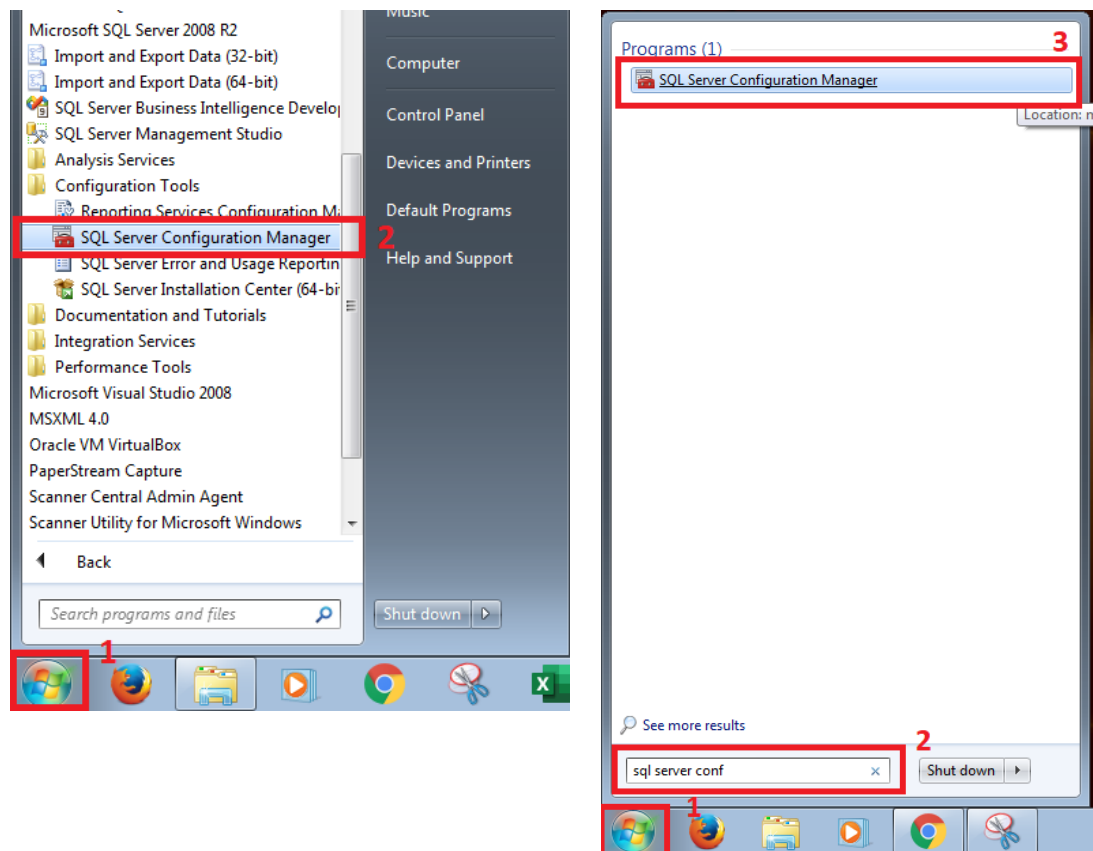 Microsoft SQL Server 2008 R2
Import and Export Data (32-bit)
Import and Export Data (64-bit)
SQL Server Business Intelligence Develo
SQL Server Management Studio
Analysis Services
Configuration Tools
Reporting Services Configuration Ma
SQL Server Configuration Manager
2
SQL Server Error and Usage Reportin
SQL Server Installation Center (64-bi
Documentation and Tutorials
Integration Services
Performance Tools
Microsoft Visual Studio 2008
MSXML 4.0
Oracle VM VirtualBox
PaperStream Capture
Scanner Central Admin Agent
Scanner Utility for Microsoft Windows
Back
Search programs and files
1
Music
Computer
Control Panel
Devices and Printers
Default Programs
Help and Support
Shut down
Programs (1)
3
SQL Server Configuration Manager
Location: n
See more results
2
sql server conf
Shut down
1